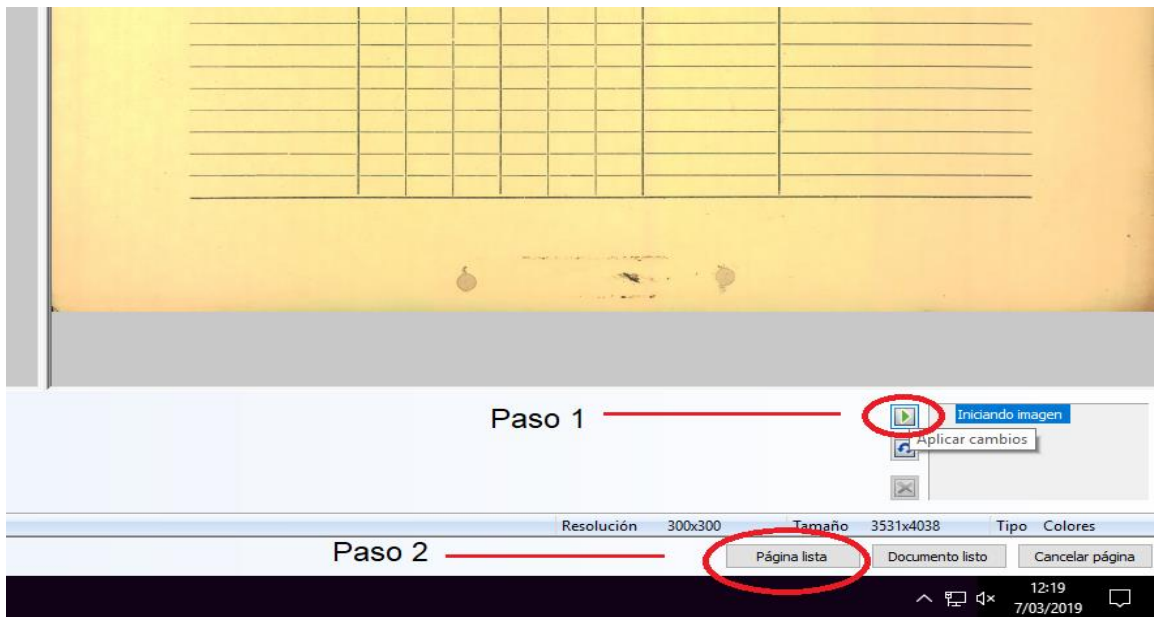 Paso 1
Iniciando imagen
Aplicar cambios
Resolución 300x300 Tamaño 3531x4038 Tipo Colores
Paso 2
Página lista Documento listo Cancelar página
12:19
7/03/2019